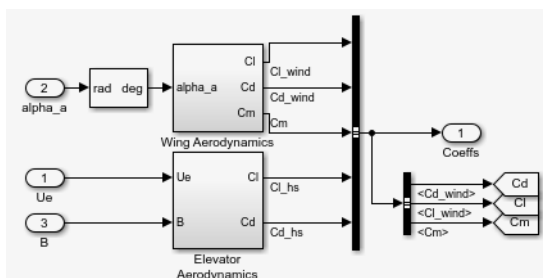 2
alpha_a
rad deg
alpha_a
Cl
Cd
Cm
Wing Aerodynamics
Cl_wind
Cd_wind
Cm
1
Ue
3
B
Ue
B
Cl
Cd
Elevator
Aerodynamics
Cl_hs
Cd_hs
1
Coeffs
<Cd_wind>
<Cl_wind>
<Cm>
Cd
Cl
Cm